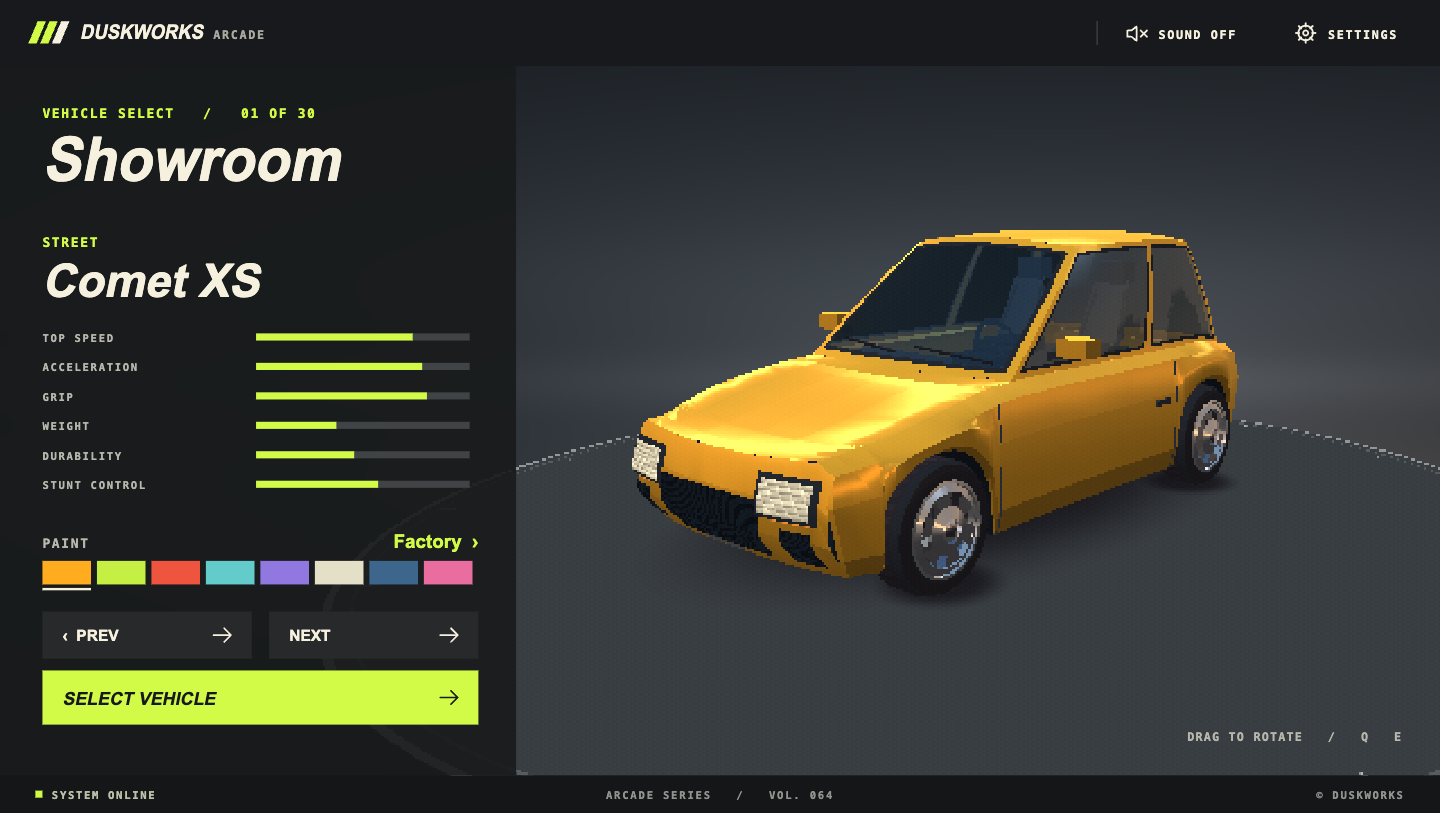 DUSKWORKS ARCADE
SOUND OFF
SETTINGS
VEHICLE SELECT / 01 OF 30
Showroom
STREET
Comet XS
TOP SPEED
ACCELERATION
GRIP
WEIGHT
DURABILITY
STUNT CONTROL
PAINT
Factory ›
‹ PREV
NEXT
SELECT VEHICLE
DRAG TO ROTATE / Q E
SYSTEM ONLINE
ARCADE SERIES / VOL. 064
© DUSKWORKS